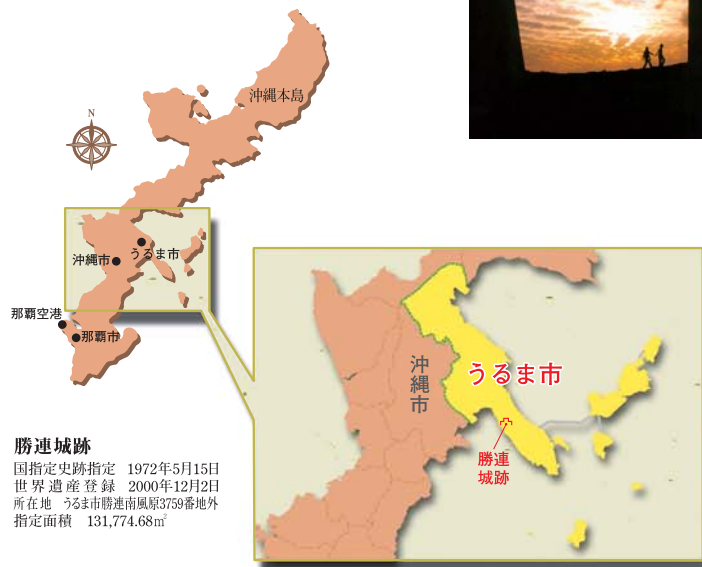 沖縄本島
N
うるま市
沖縄市
那覇空港
那覇市
沖縄市
うるま市
勝連
城跡
勝連城跡
国指定史跡指定 1972年5月15日
世界遺産登録 2000年12月2日
所在地 うるま市勝連南風原3759番地外
指定面積 131,774.68㎡